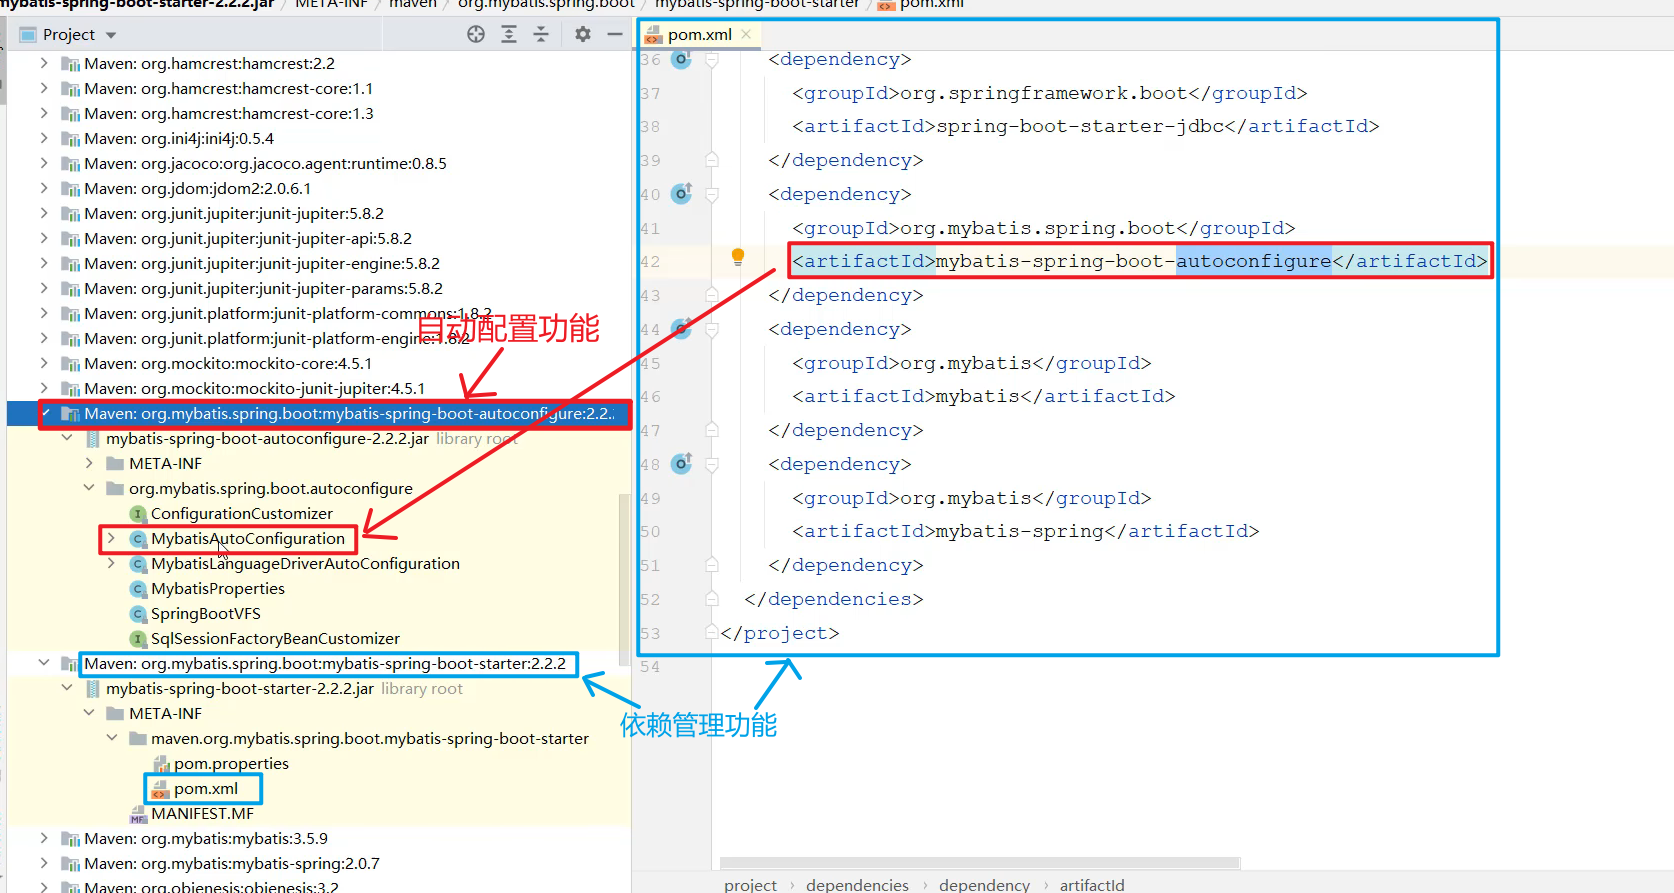 mybatis-spring-boot-starter-2.2.2.jar / META-INF / maven / org.mybatis.spring.boot / mybatis-spring-boot-starter / pom.xml
Project
Maven: org.hamcrest:hamcrest:2.2
Maven: org.hamcrest:hamcrest-core:1.1
Maven: org.hamcrest:hamcrest-core:1.3
Maven: org.ini4j:ini4j:0.5.4
Maven: org.jacoco:org.jacoco.agent:runtime:0.8.5
Maven: org.jdom:jdom2:2.0.6.1
Maven: org.junit.jupiter:junit-jupiter:5.8.2
Maven: org.junit.jupiter:junit-jupiter-api:5.8.2
Maven: org.junit.jupiter:junit-jupiter-engine:5.8.2
Maven: org.junit.jupiter:junit-jupiter-params:5.8.2
Maven: org.junit.platform:junit-platform-commons:1.8.2
Maven: org.junit.platform:junit-platform-engine:1.8.2
自动配置功能
Maven: org.mockito:mockito-core:4.5.1
Maven: org.mockito:mockito-junit-jupiter:4.5.1
Maven: org.mybatis.spring.boot:mybatis-spring-boot-autoconfigure:2.2.
mybatis-spring-boot-autoconfigure-2.2.2.jar library root
META-INF
org.mybatis.spring.boot.autoconfigure
ConfigurationCustomizer
MybatisAutoConfiguration
MybatisLanguageDriverAutoConfiguration
MybatisProperties
SpringBootVFS
SqlSessionFactoryBeanCustomizer
Maven: org.mybatis.spring.boot:mybatis-spring-boot-starter:2.2.2
mybatis-spring-boot-starter-2.2.2.jar library root
META-INF
maven.org.mybatis.spring.boot.mybatis-spring-boot-starter
pom.properties
pom.xml
MANIFEST.MF
Maven: org.mybatis:mybatis:3.5.9
Maven: org.mybatis:mybatis-spring:2.0.7
Maven: org.objenesis:objenesis:3.2
依赖管理功能
pom.xml
36 <dependency>
37 <groupId>org.springframework.boot</groupId>
38 <artifactId>spring-boot-starter-jdbc</artifactId>
39 </dependency>
40 <dependency>
41 <groupId>org.mybatis.spring.boot</groupId>
42 <artifactId>mybatis-spring-boot-autoconfigure</artifactId>
43 </dependency>
44 <dependency>
45 <groupId>org.mybatis</groupId>
46 <artifactId>mybatis</artifactId>
47 </dependency>
48 <dependency>
49 <groupId>org.mybatis</groupId>
50 <artifactId>mybatis-spring</artifactId>
51 </dependency>
52 </dependencies>
53 </project>
54
project › dependencies › dependency › artifactId